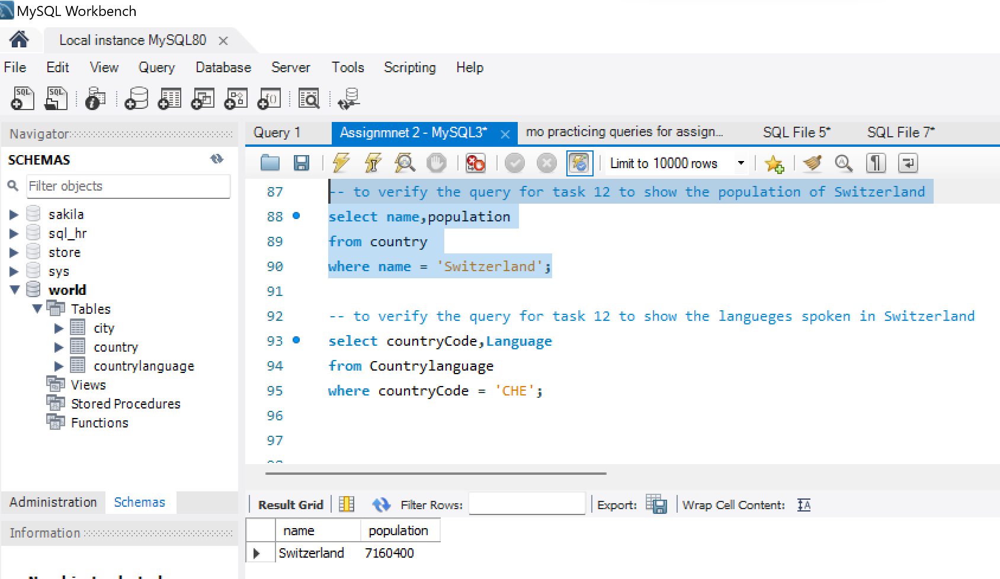 MySQL Workbench
Local instance MySQL80
File Edit View Query Database Server Tools Scripting Help
SQL SQL
Navigator
SCHEMAS
Filter objects
sakila
sql_hr
store
sys
world
Tables
city
country
countrylanguage
Views
Stored Procedures
Functions
Administration Schemas
Information
Query 1 Assignmnet 2 - MySQL3* mo practicing queries for assign... SQL File 5* SQL File 7*
Limit to 10000 rows
87 -- to verify the query for task 12 to show the population of Switzerland
88 select name,population
89 from country
90 where name = 'Switzerland';
91
92 -- to verify the query for task 12 to show the langueges spoken in Switzerland
93 select countryCode,Language
94 from Countrylanguage
95 where countryCode = 'CHE';
96
97
Result Grid Filter Rows: Export: Wrap Cell Content:
name population
Switzerland 7160400